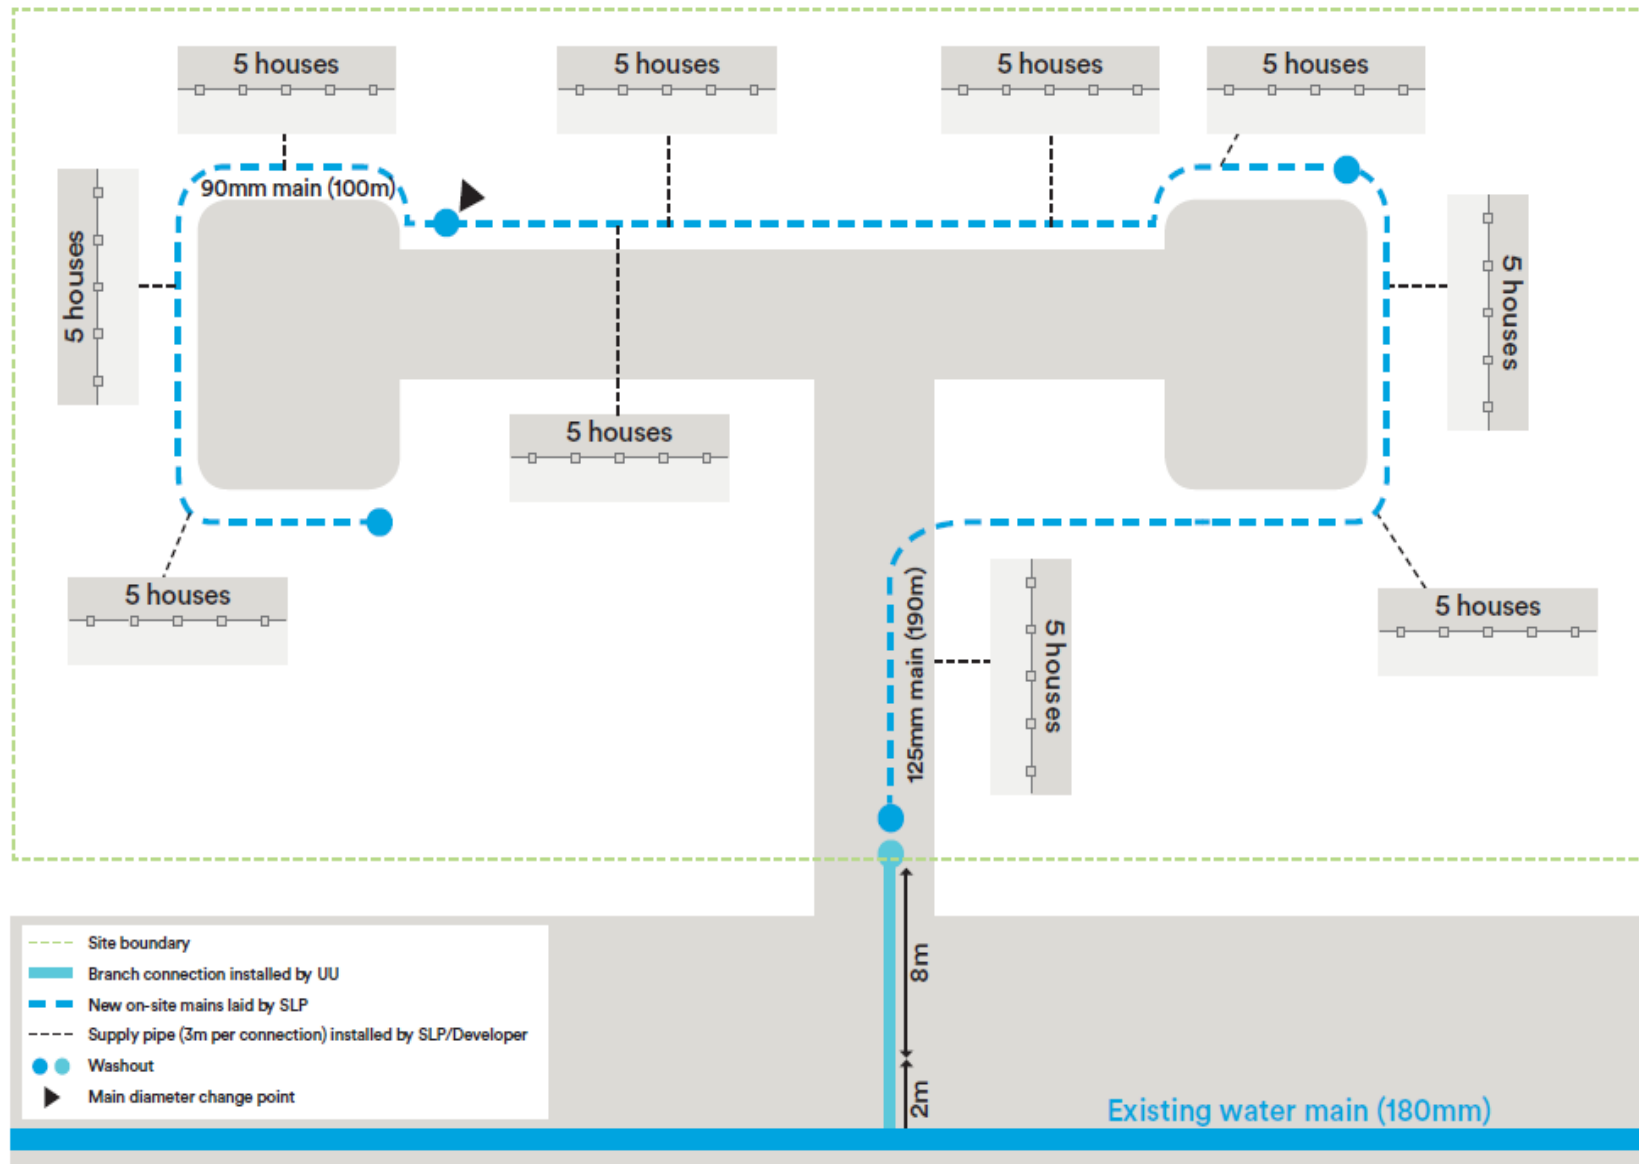 5 houses
5 houses
5 houses
5 houses
90mm main (100m)
5 houses
5 houses
5 houses
5 houses
5 houses
125mm main (190m)
5 houses
8m
2m
Site boundary
Branch connection installed by UU
New on-site mains laid by SLP
Supply pipe (3m per connection) installed by SLP/Developer
Washout
Main diameter change point
Existing water main (180mm)